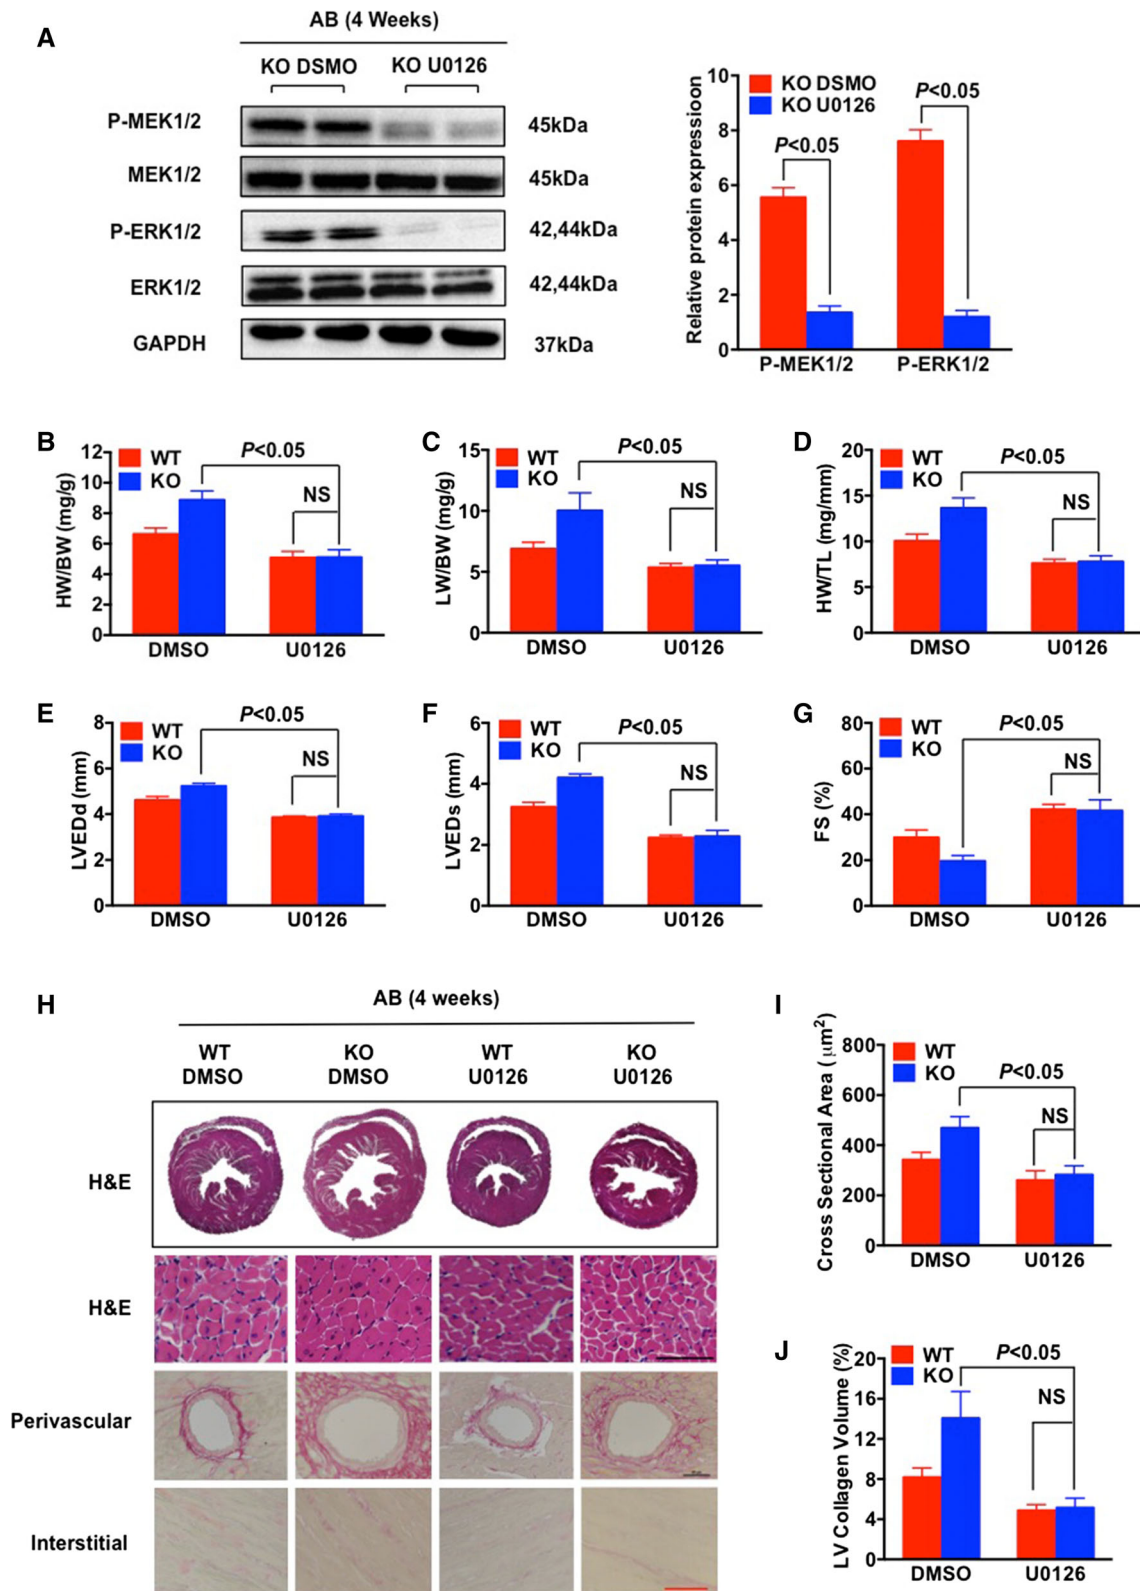 A
AB (4 Weeks)
KO DSMO KO U0126
P-MEK1/2 45kDa
MEK1/2 45kDa
P-ERK1/2 42,44kDa
ERK1/2 42,44kDa
GAPDH 37kDa
Relative protein expression
10
8
6
4
2
0
KO DSMO
KO U0126
P<0.05
P<0.05
P-MEK1/2 P-ERK1/2
B
HW/BW (mg/g)
12
10
8
6
4
2
0
WT
KO
P<0.05
NS
DMSO U0126
C
LW/BW (mg/g)
15
10
5
0
WT
KO
P<0.05
NS
DMSO U0126
D
HW/TL (mg/mm)
20
15
10
5
0
WT
KO
P<0.05
NS
DMSO U0126
E
LVEDd (mm)
8
6
4
2
0
WT
KO
P<0.05
NS
DMSO U0126
F
LVEDs (mm)
6
4
2
0
WT
KO
P<0.05
NS
DMSO U0126
G
FS (%)
80
60
40
20
0
WT
KO
P<0.05
NS
DMSO U0126
H
AB (4 weeks)
WT KO WT KO
DMSO DMSO U0126 U0126
H&E
H&E
Perivascular
Interstitial
I
Cross Sectional Area (μm²)
800
600
400
200
0
WT
KO
P<0.05
NS
DMSO U0126
J
LV Collagen Volume (%)
20
16
12
8
4
0
WT
KO
P<0.05
NS
DMSO U0126